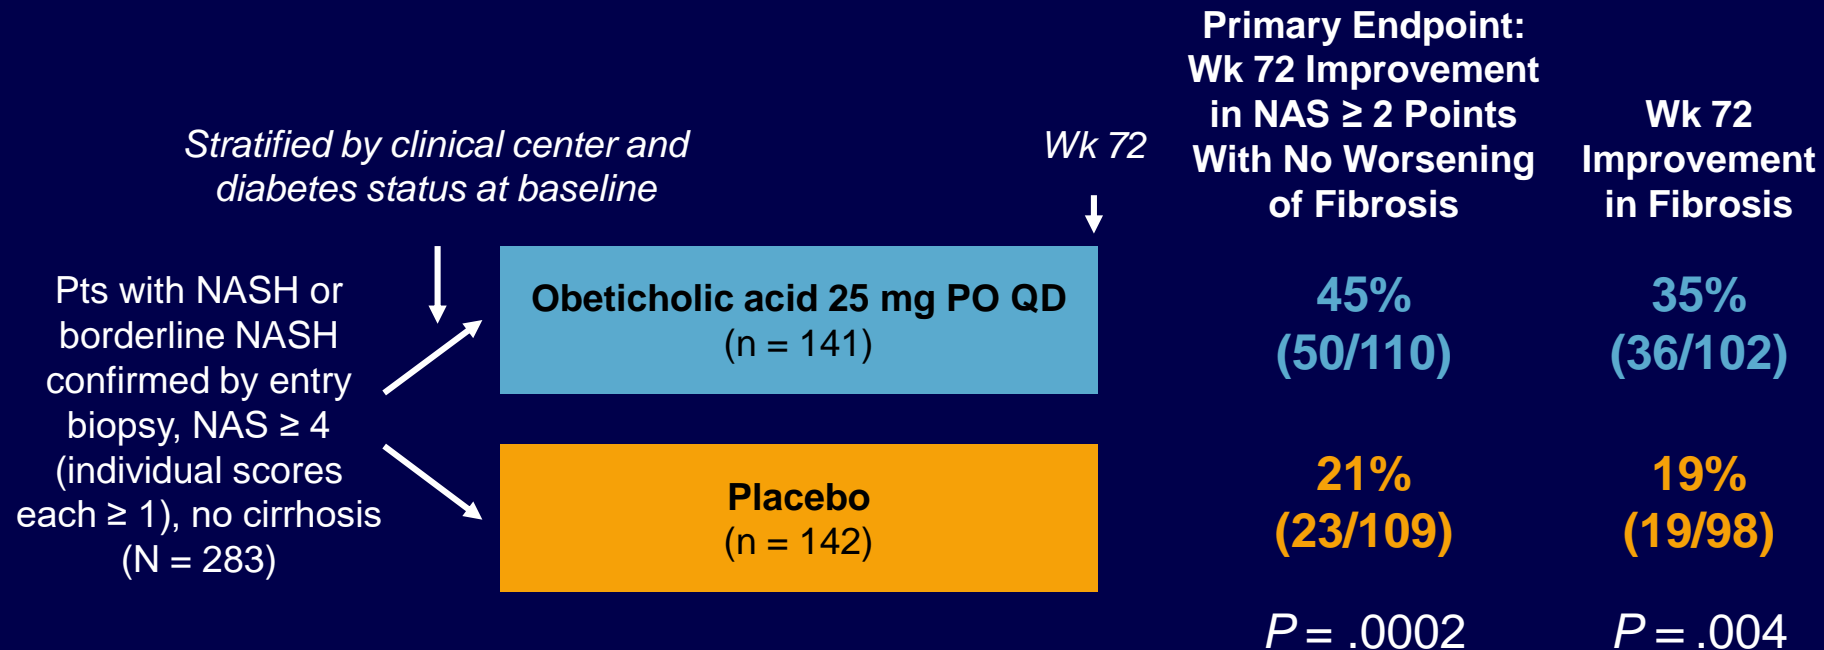 Stratified by clinical center and
diabetes status at baseline
Wk 72
Primary Endpoint:
Wk 72 Improvement
in NAS ≥ 2 Points
With No Worsening
of Fibrosis
Wk 72
Improvement
in Fibrosis
Pts with NASH or
borderline NASH
confirmed by entry
biopsy, NAS ≥ 4
(individual scores
each ≥ 1), no cirrhosis
(N = 283)
Obeticholic acid 25 mg PO QD
(n = 141)
45%
(50/110)
35%
(36/102)
Placebo
(n = 142)
21%
(23/109)
19%
(19/98)
P = .0002
P = .004